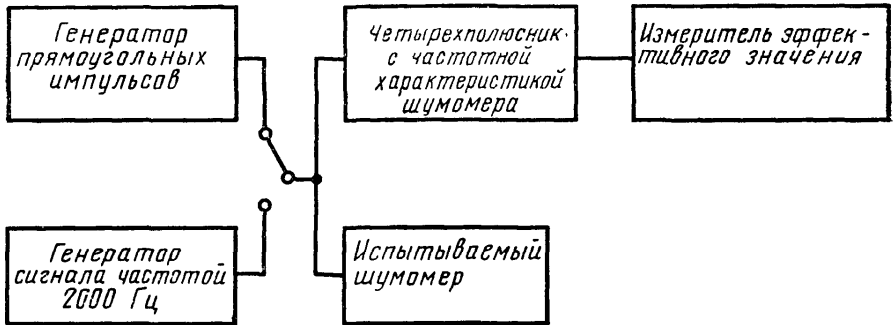 Генератор
прямоугольных
импульсов
Четырехполюсник
с частотной
характеристикой
шумомера
Измеритель эффек-
тивного значения
Генератор
сигнала частотой
2000 Гц
Испытываемый
шумомер